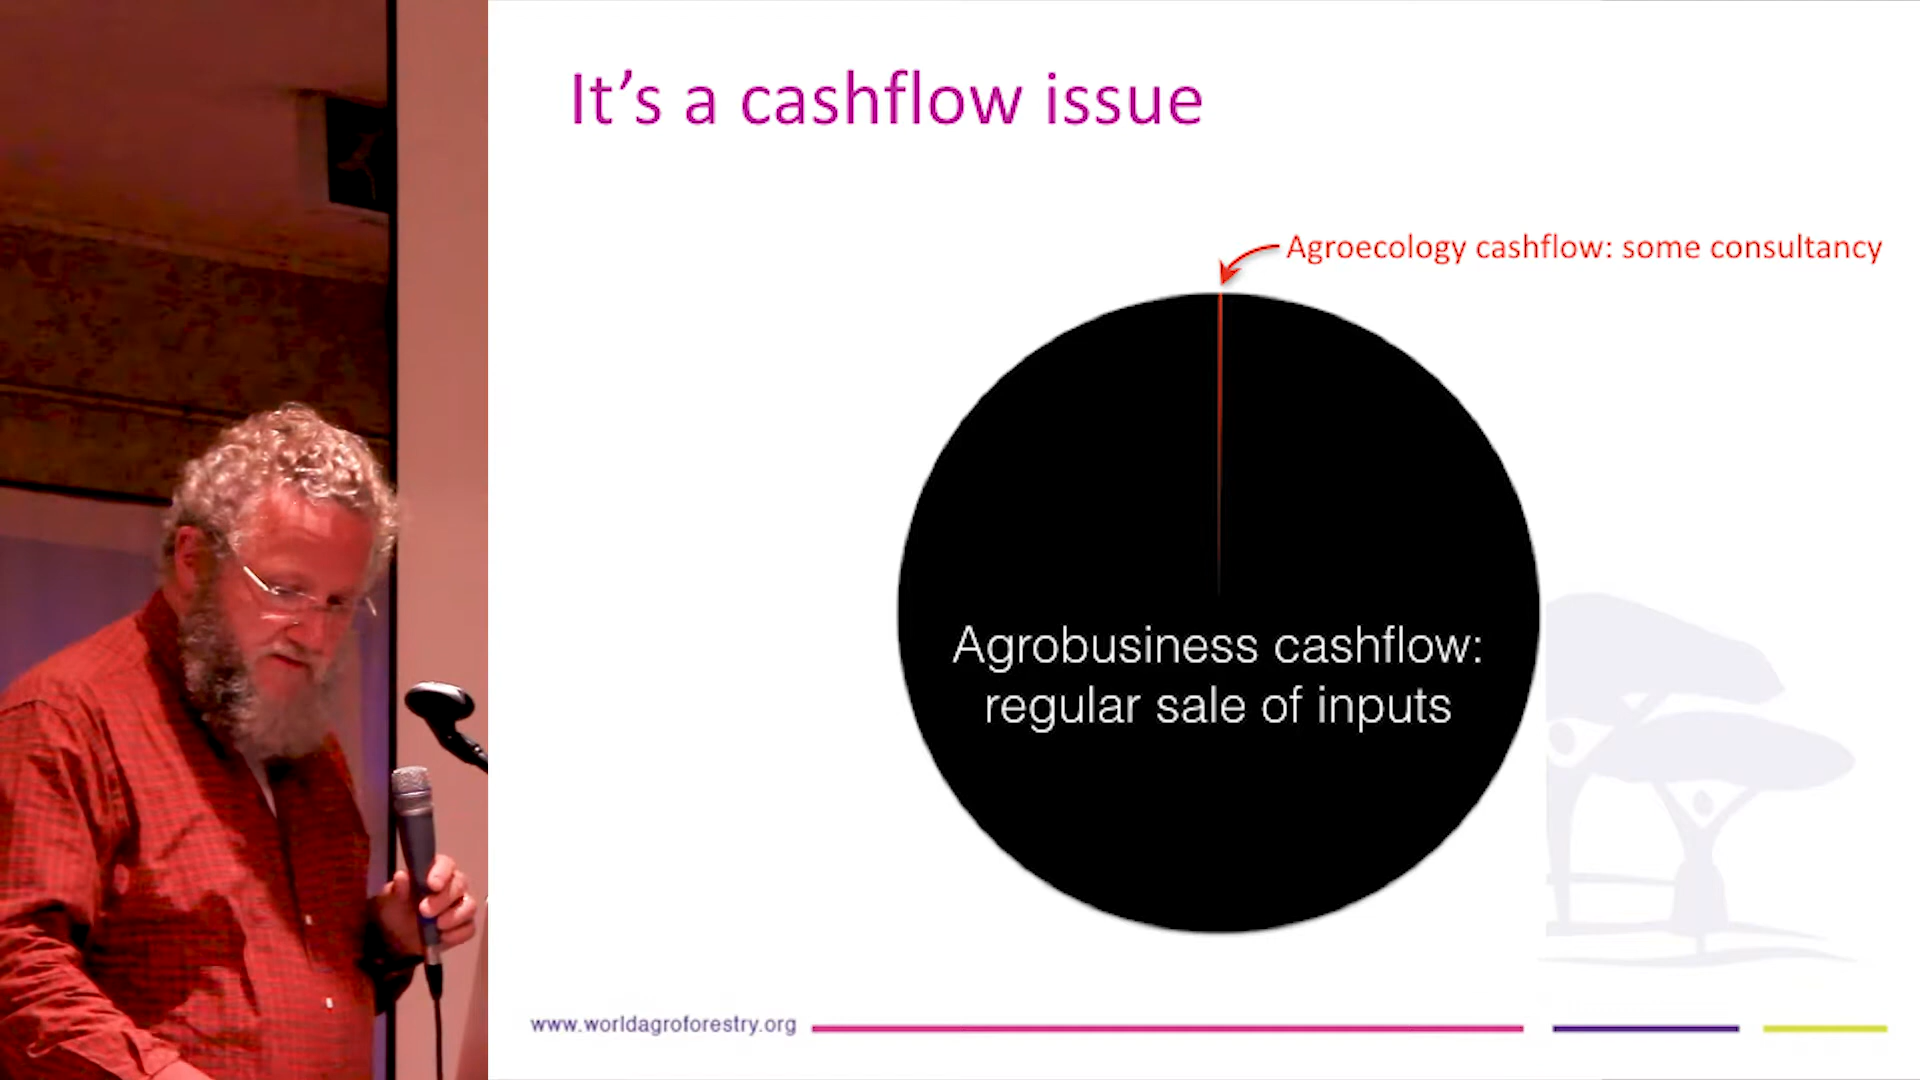 It's a cashflow issue
Agroecology cashflow: some consultancy
Agrobusiness cashflow:
regular sale of inputs
www.worldagroforestry.org